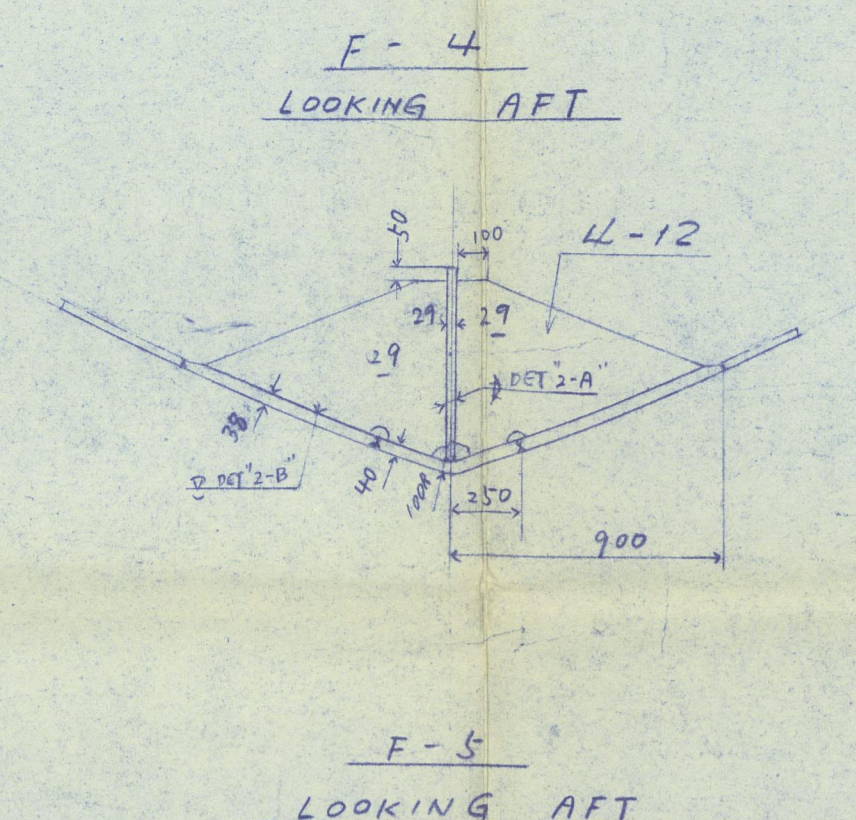 F - 4
LOOKING AFT
50
100
4-12
29
29
29
DET "2-A"
38
DET "2-B"
40
100R
250
900
F - 5
LOOKING AFT